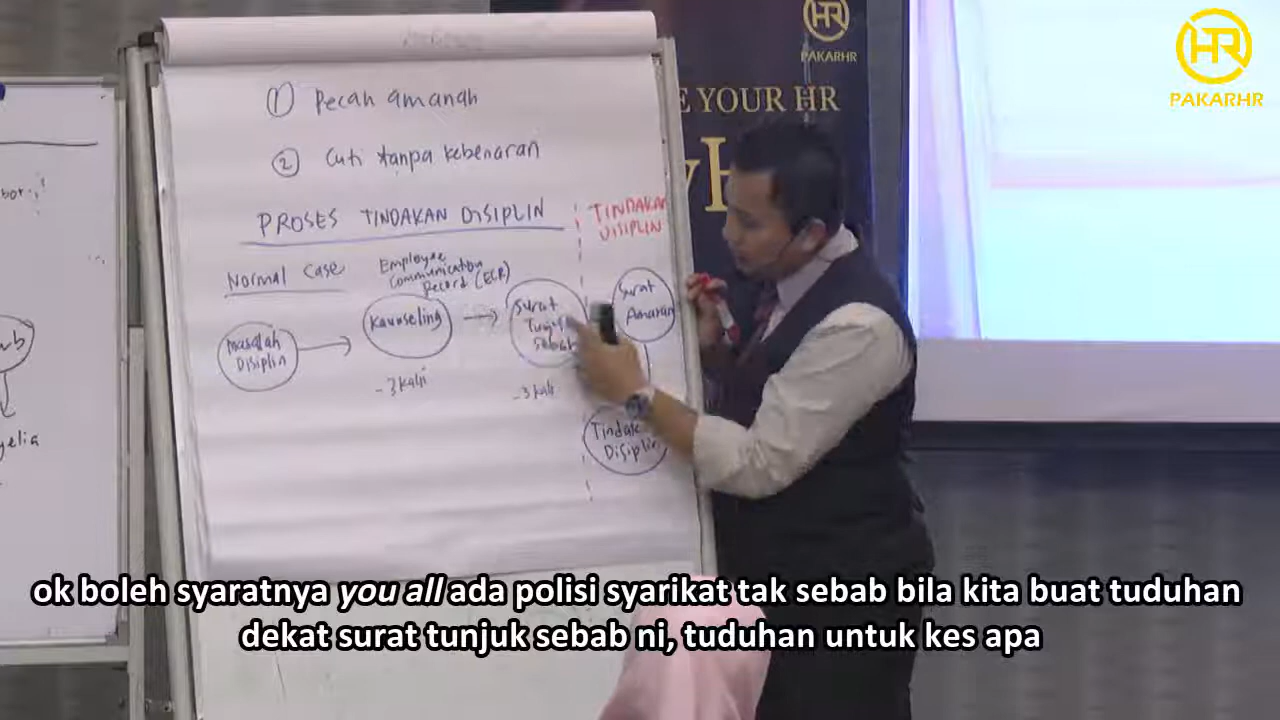 ① Pecah amanah
② Cuti tanpa kebenaran
PROSES TINDAKAN DISIPLIN
TINDAKAN
DISIPLIN
Normal Case
Employee
Communication
Record (ECR)
Masalah
Disiplin
Kaunseling
- 3 kali
Surat
Tunjuk
Sebab
- 3 kali
Surat
Amaran
Tindakan
Disiplin
YOUR HR
PAKARHR
HR
PAKARHR
ok boleh syaratnya you all ada polisi syarikat tak sebab bila kita buat tuduhan
dekat surat tunjuk sebab ni, tuduhan untuk kes apa